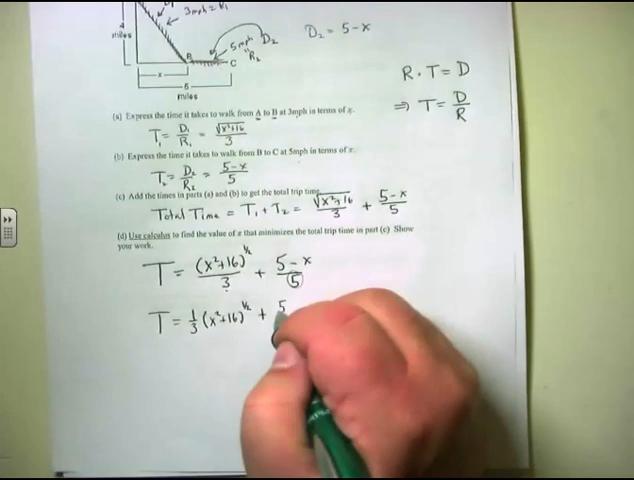 3mph = R₁
4
miles
5mph D₂
R₂
D₂ = 5 - x
B
C
x
5
miles
R · T = D
⇒ T = D/R
(a) Express the time it takes to walk from A to B at 3mph in terms of x.
T₁ = D₁/R₁ = √(x²+16)/3
(b) Express the time it takes to walk from B to C at 5mph in terms of x.
T₂ = D₂/R₂ = (5-x)/5
(c) Add the times in parts (a) and (b) to get the total trip time.
Total Time = T₁ + T₂ = √(x²+16)/3 + (5-x)/5
(d) Use calculus to find the value of x that minimizes the total trip time in part (c) Show
your work.
T = (x²+16)^½/3 + (5-x)/5
T = 1/3 (x²+16)^½ + 5